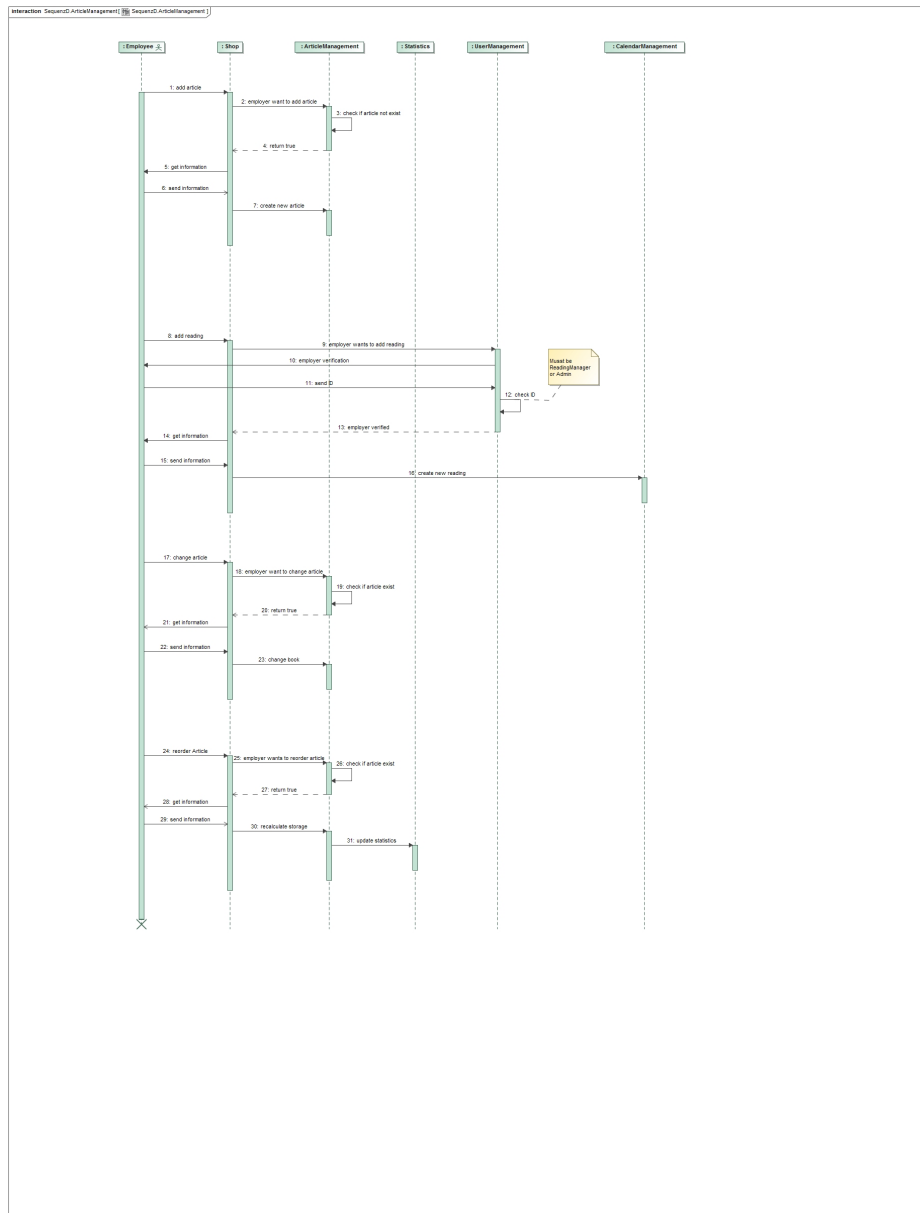 interaction SequenzD.ArticleManagement [ SequenzD.ArticleManagement ]
: Employee
: Shop
: ArticleManagement
: Statistics
: UserManagement
: CalendarManagement
1: add article
2: employer want to add article
3: check if article not exist
4: return true
5: get information
6: send information
7: create new article
8: add reading
9: employer wants to add reading
10: employer verification
11: send ID
Musst be
ReadingManager
or Admin
12: check ID
13: employer verified
14: get information
15: send information
16: create new reading
17: change article
18: employer want to change article
19: check if article exist
20: return true
21: get information
22: send information
23: change book
24: reorder Article
25: employer wants to reorder article
26: check if article exist
27: return true
28: get information
29: send information
30: recalculate storage
31: update statistics